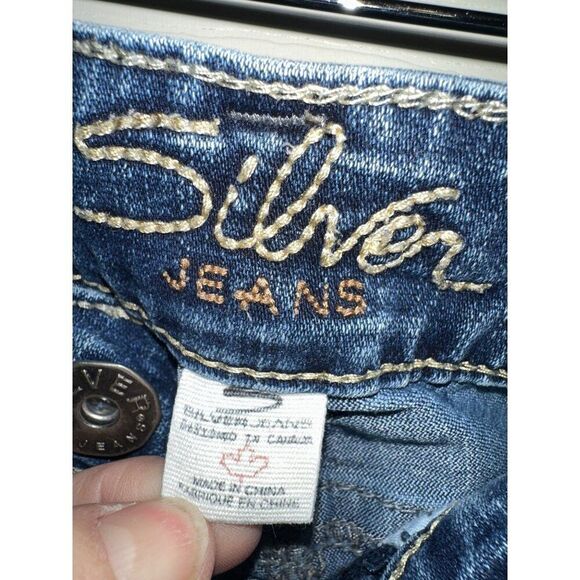 Silver
JEANS
SILVER
JEANS
DESIGNED IN CANADA
MADE IN CHINA
FABRIQUÉ EN CHINE